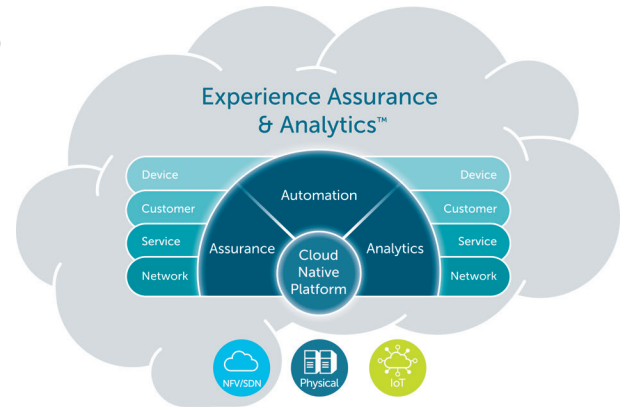 Experience Assurance
& Analytics™
Device
Customer
Service
Network
Assurance
Automation
Analytics
Cloud
Native
Platform
Device
Customer
Service
Network
NFV/SDN
Physical
IoT